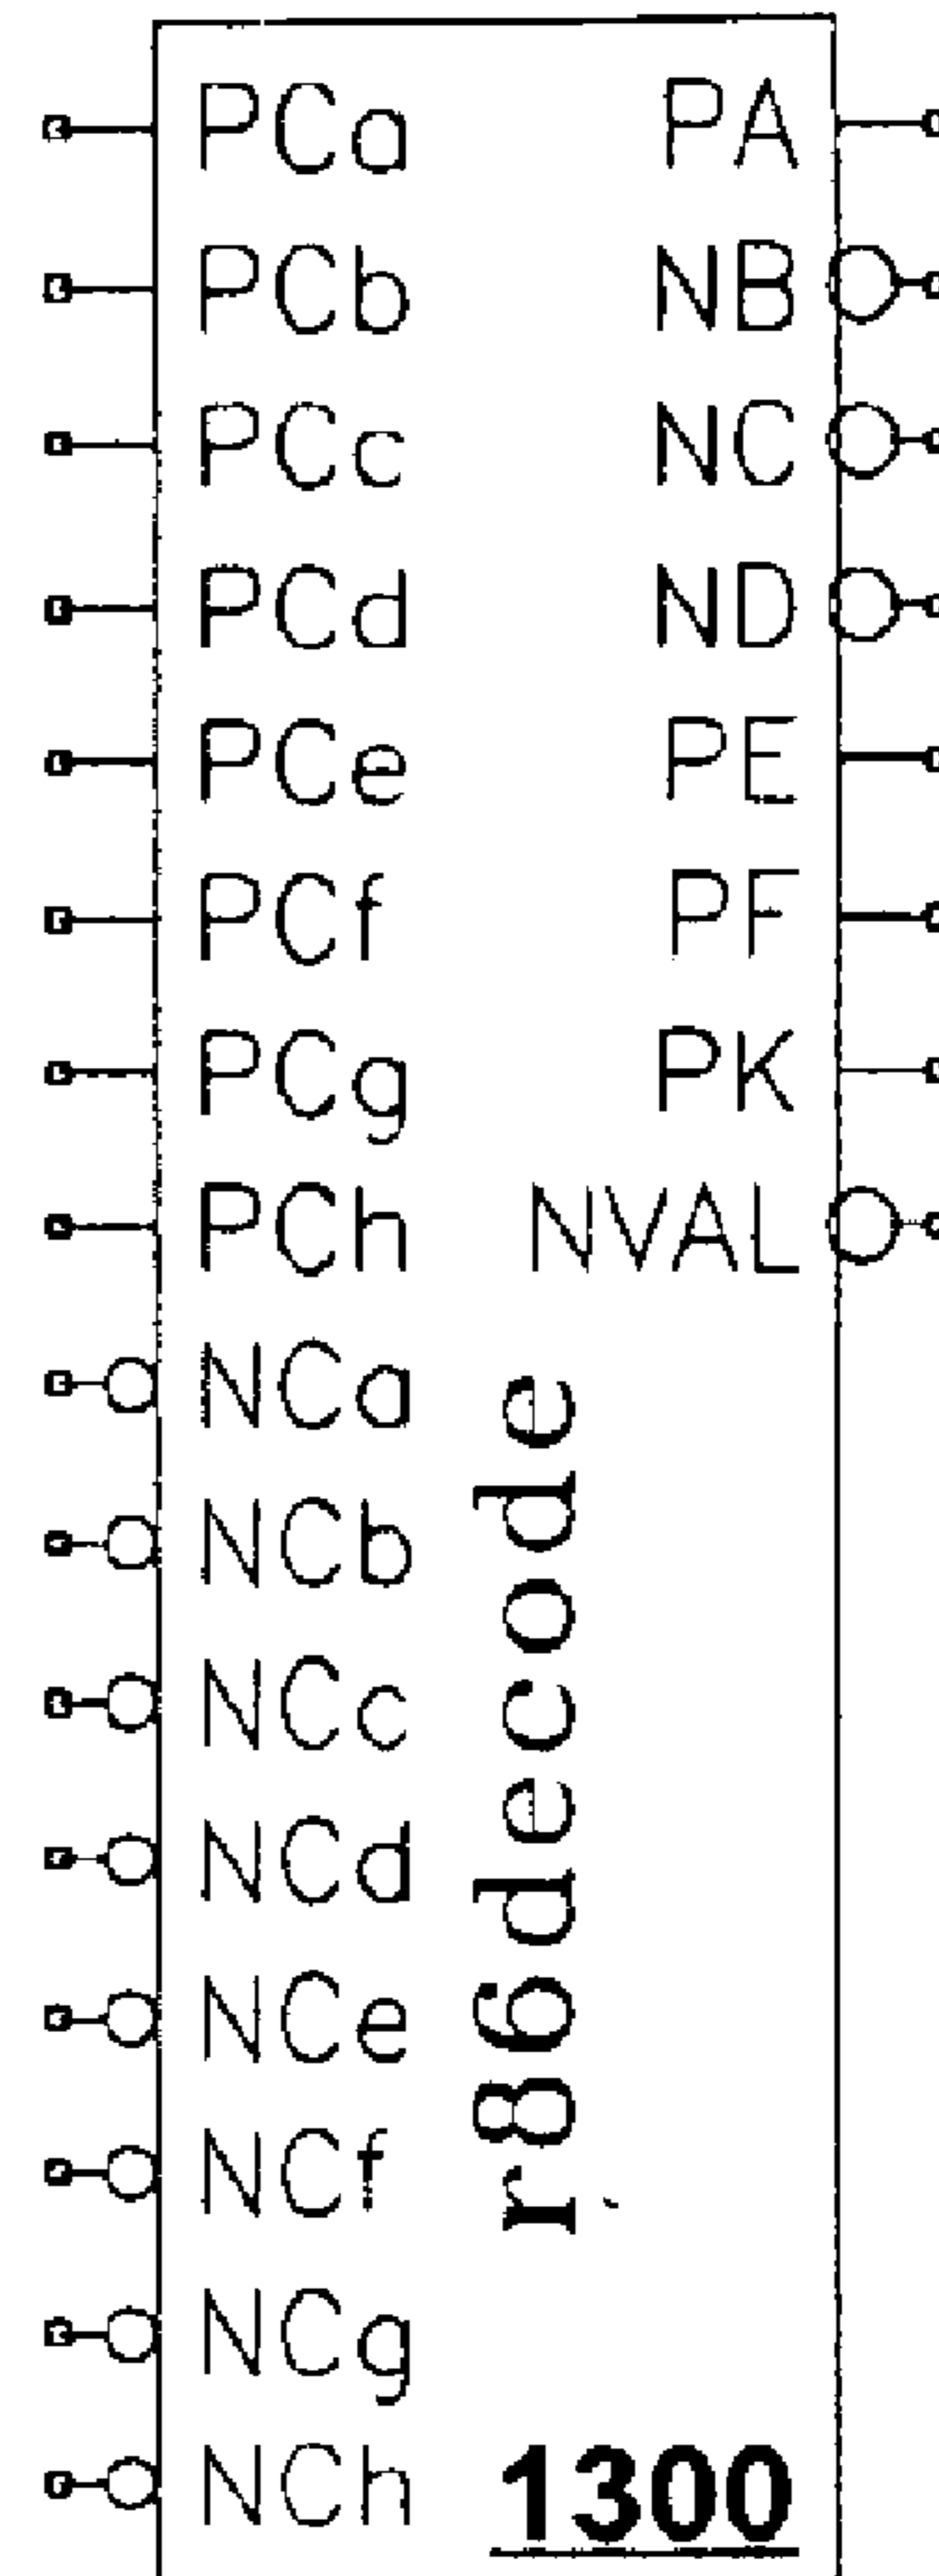 PCa PA
PCb NB
PCc NC
PCd ND
PCe PE
PCf PF
PCg PK
PCh NVAL
NCa
NCb
NCc
NCd
NCe
NCf
NCg
NCh
r86decode
1300